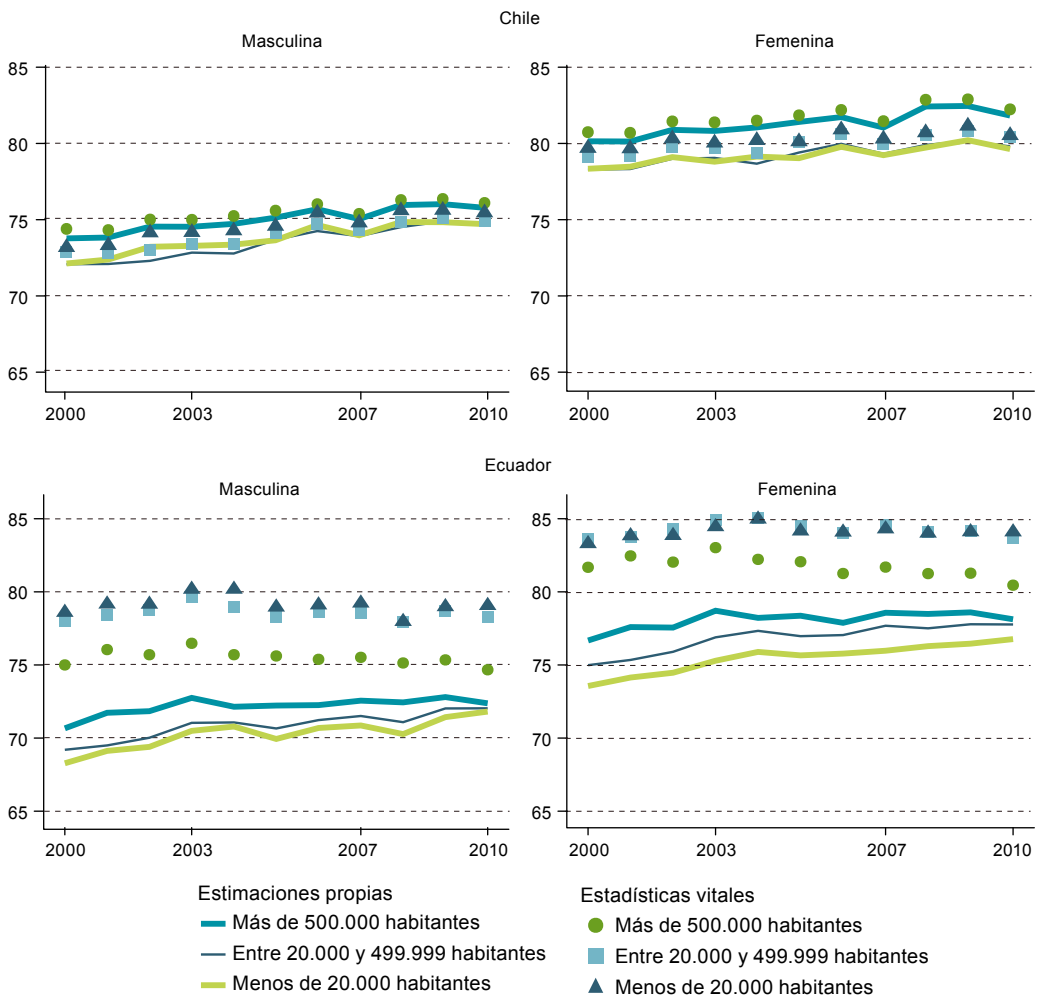 Chile
Masculina
Femenina
85
80
75
70
65
2000
2003
2007
2010
85
80
75
70
65
2000
2003
2007
2010
Ecuador
Masculina
Femenina
85
80
75
70
65
2000
2003
2007
2010
85
80
75
70
65
2000
2003
2007
2010
Estimaciones propias
Más de 500.000 habitantes
Entre 20.000 y 499.999 habitantes
Menos de 20.000 habitantes
Estadísticas vitales
Más de 500.000 habitantes
Entre 20.000 y 499.999 habitantes
Menos de 20.000 habitantes